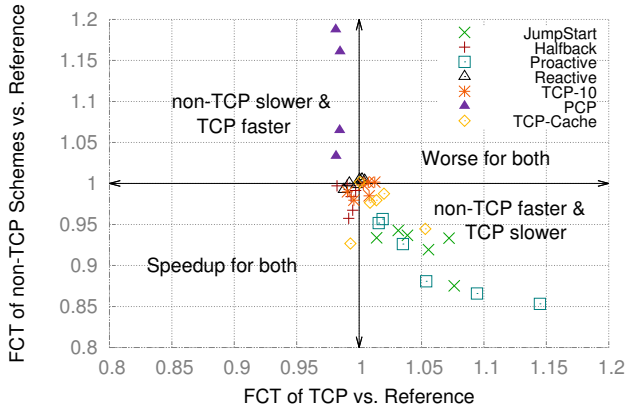 FCT of non-TCP Schemes vs. Reference
1.2
1.15
1.1
1.05
1
0.95
0.9
0.85
0.8
JumpStart
Halfback
Proactive
Reactive
TCP-10
PCP
TCP-Cache
non-TCP slower &
TCP faster
Worse for both
non-TCP faster &
TCP slower
Speedup for both
0.8
0.85
0.9
0.95
1
1.05
1.1
1.15
1.2
FCT of TCP vs. Reference